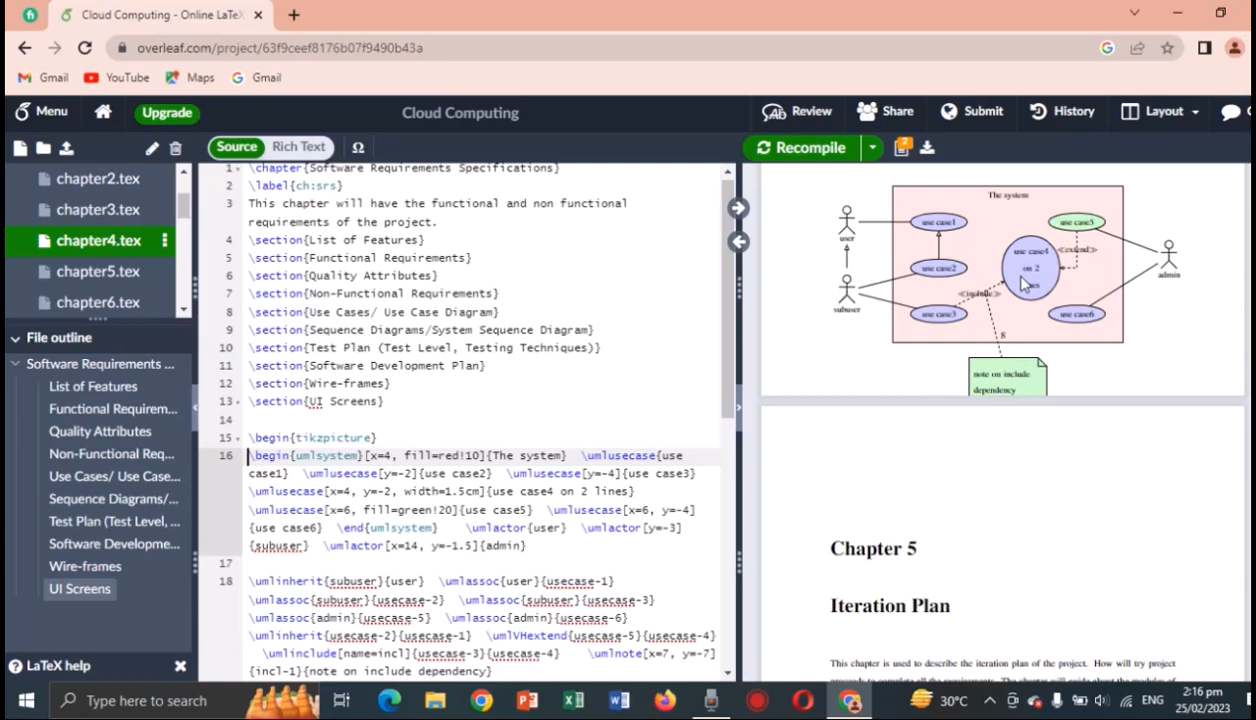 Cloud Computing - Online LaTeX
overleaf.com/project/63f9ceef8176b07f9490b43a
Gmail YouTube Maps Gmail
Menu Upgrade Cloud Computing Review Share Submit History Layout
Source Rich Text Ω Recompile
chapter2.tex
chapter3.tex
chapter4.tex
chapter5.tex
chapter6.tex
File outline
Software Requirements ...
List of Features
Functional Requirem...
Quality Attributes
Non-Functional Req...
Use Cases/ Use Case...
Sequence Diagrams/...
Test Plan (Test Level, ...
Software Developme...
Wire-frames
UI Screens
LaTeX help
1 \chapter{Software Requirements Specifications}
2 \label{ch:srs}
3 This chapter will have the functional and non functional
requirements of the project.
4 \section{List of Features}
5 \section{Functional Requirements}
6 \section{Quality Attributes}
7 \section{Non-Functional Requirements}
8 \section{Use Cases/ Use Case Diagram}
9 \section{Sequence Diagrams/System Sequence Diagram}
10 \section{Test Plan (Test Level, Testing Techniques)}
11 \section{Software Development Plan}
12 \section{Wire-frames}
13 \section{UI Screens}
14
15 \begin{tikzpicture}
16 \begin{umlsystem}[x=4, fill=red!10]{The system} \umlusecase{use
case1} \umlusecase[y=-2]{use case2} \umlusecase[y=-4]{use case3}
\umlusecase[x=4, y=-2, width=1.5cm]{use case4 on 2 lines}
\umlusecase[x=6, fill=green!20]{use case5} \umlusecase[x=6, y=-4]
{use case6} \end{umlsystem} \umlactor{user} \umlactor[y=-3]
{subuser} \umlactor[x=14, y=-1.5]{admin}
17
18 \umlinherit{subuser}{user} \umlassoc{user}{usecase-1}
\umlassoc{subuser}{usecase-2} \umlassoc{subuser}{usecase-3}
\umlassoc{admin}{usecase-5} \umlassoc{admin}{usecase-6}
\umlinherit{usecase-2}{usecase-1} \umlVHextend{usecase-5}{usecase-4}
\umlinclude[name=incl]{usecase-3}{usecase-4} \umlnote[x=7, y=-7]
{incl-1}{note on include dependency}
The system
use case1
use case5
user
use case4
«extend»
on 2
use case2
admin
«include»
subuser
use case3
use case6
8
note on include
dependency
Chapter 5
Iteration Plan
This chapter is used to describe the iteration plan of the project. How will try project
Type here to search 30°C ENG 2:16 pm
25/02/2023